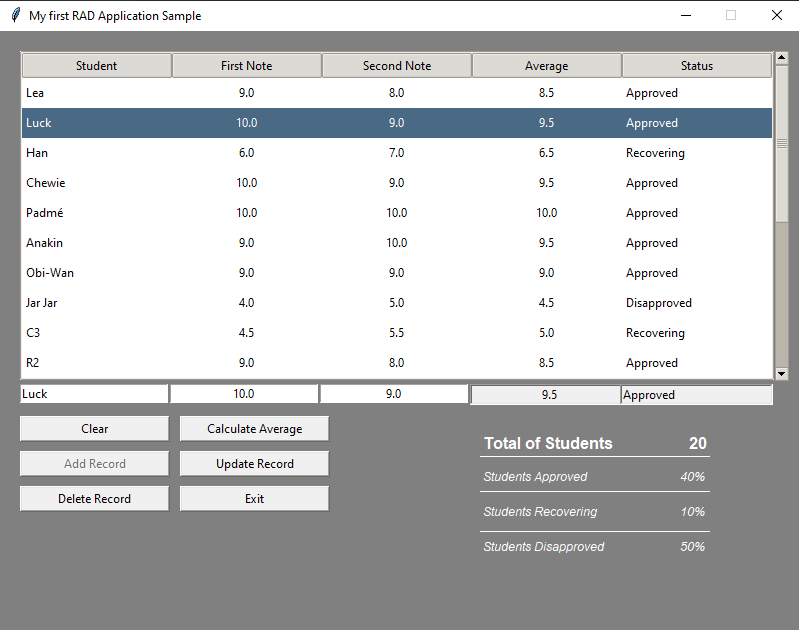 My first RAD Application Sample
Student First Note Second Note Average Status
Lea 9.0 8.0 8.5 Approved
Luck 10.0 9.0 9.5 Approved
Han 6.0 7.0 6.5 Recovering
Chewie 10.0 9.0 9.5 Approved
Padmé 10.0 10.0 10.0 Approved
Anakin 9.0 10.0 9.5 Approved
Obi-Wan 9.0 9.0 9.0 Approved
Jar Jar 4.0 5.0 4.5 Disapproved
C3 4.5 5.5 5.0 Recovering
R2 9.0 8.0 8.5 Approved
Luck 10.0 9.0 9.5 Approved
Clear Calculate Average
Add Record Update Record
Delete Record Exit
Total of Students 20
Students Approved 40%
Students Recovering 10%
Students Disapproved 50%